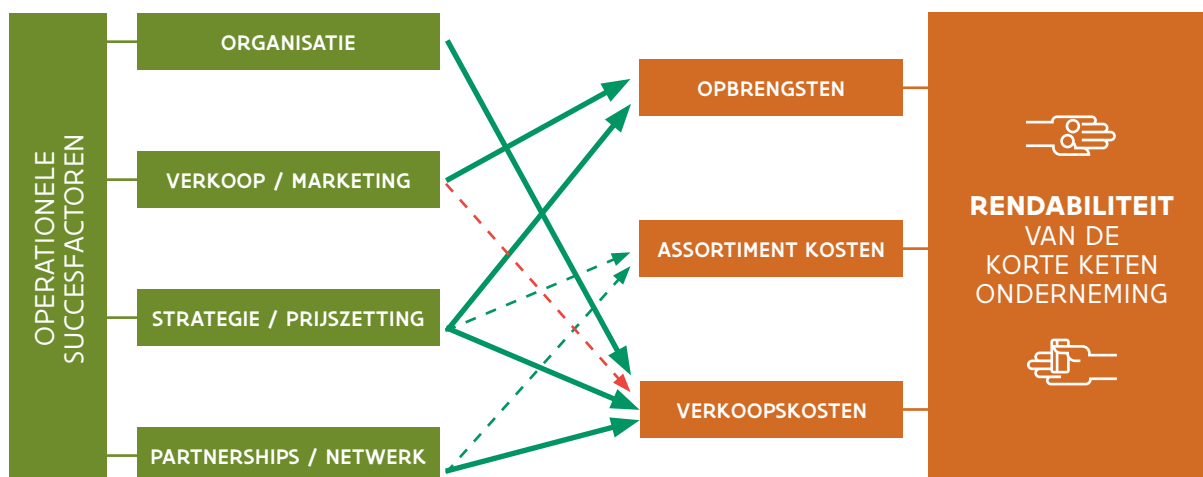 OPERATIONELE
SUCCESFACTOREN
ORGANISATIE
VERKOOP / MARKETING
STRATEGIE / PRIJSZETTING
PARTNERSHIPS / NETWERK
OPBRENGSTEN
ASSORTIMENT KOSTEN
VERKOOPSKOSTEN
RENDABILITEIT
VAN DE
KORTE KETEN
ONDERNEMING